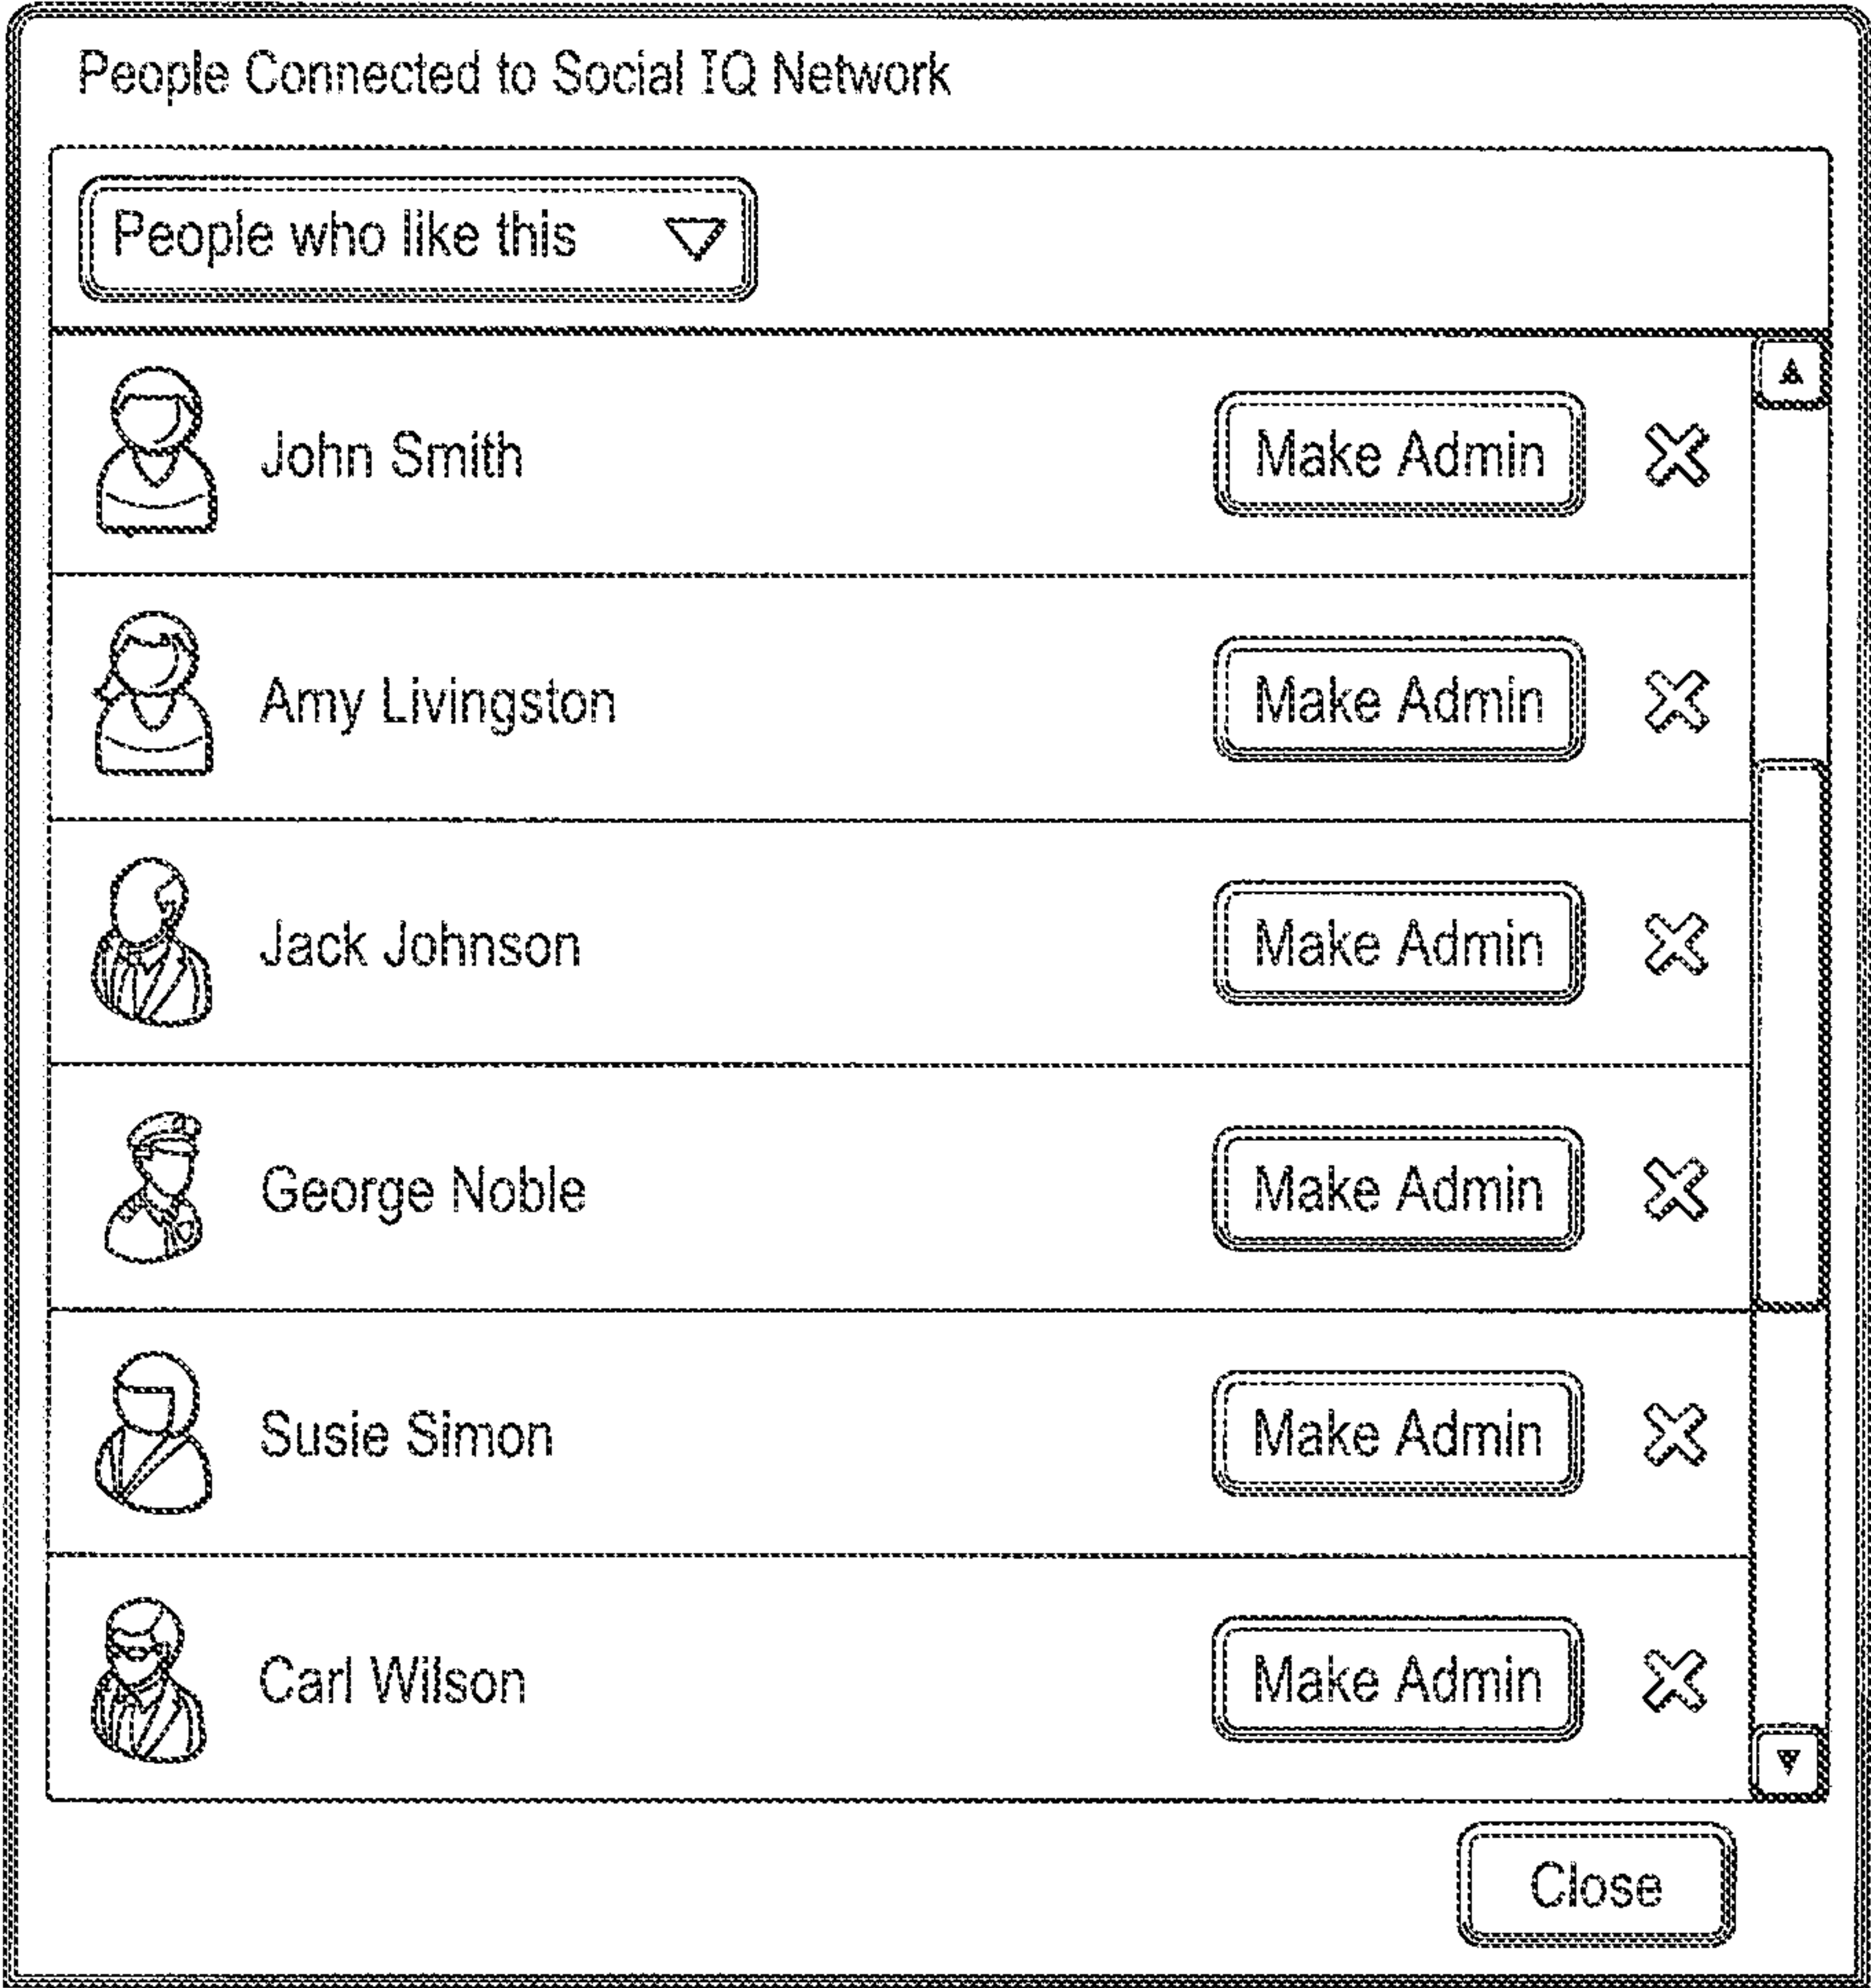 People Connected to Social IQ Network
People who like this
John Smith Make Admin
Amy Livingston Make Admin
Jack Johnson Make Admin
George Noble Make Admin
Susie Simon Make Admin
Carl Wilson Make Admin
Close